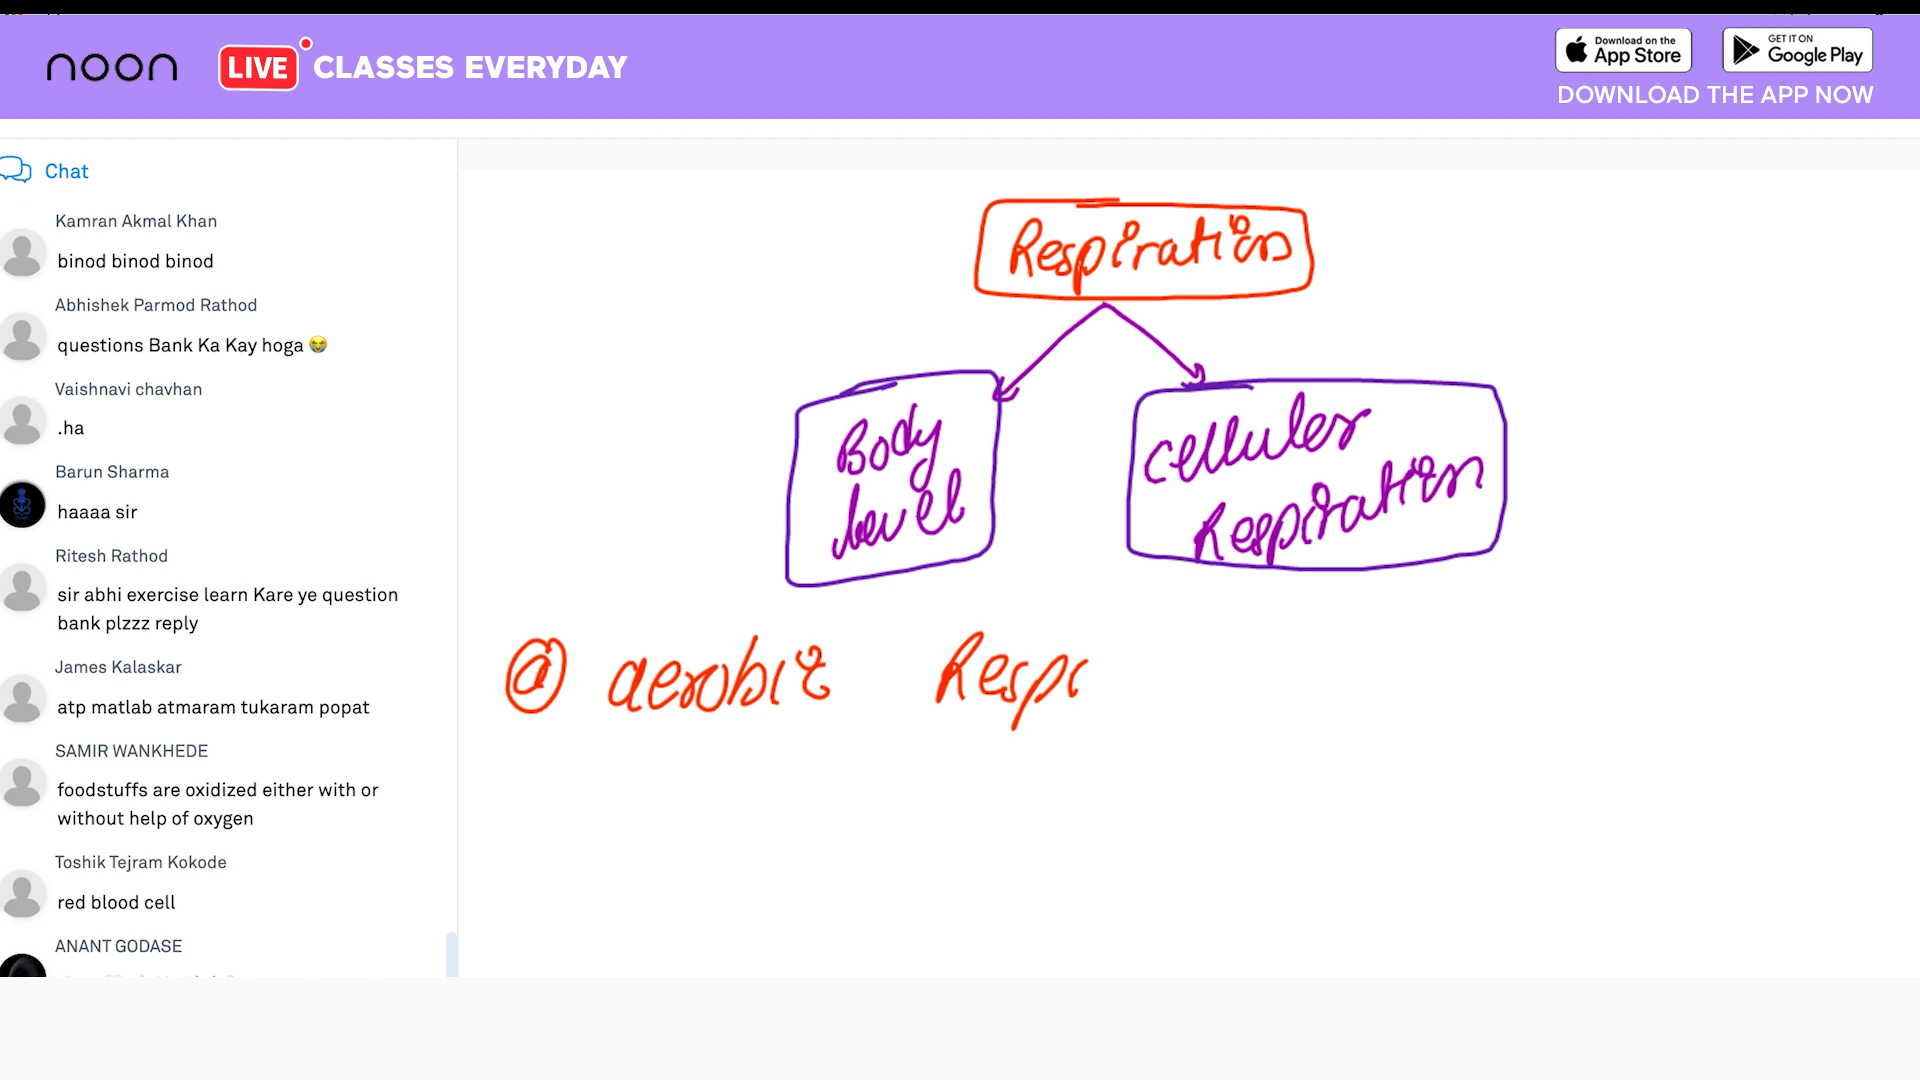 noon LIVE CLASSES EVERYDAY
Download on the
App Store
GET IT ON
Google Play
DOWNLOAD THE APP NOW
Chat
Kamran Akmal Khan
binod binod binod
Abhishek Parmod Rathod
questions Bank Ka Kay hoga 😭
Vaishnavi chavhan
.ha
Barun Sharma
haaaa sir
Ritesh Rathod
sir abhi exercise learn Kare ye question
bank plzzz reply
James Kalaskar
atp matlab atmaram tukaram popat
SAMIR WANKHEDE
foodstuffs are oxidized either with or
without help of oxygen
Toshik Tejram Kokode
red blood cell
ANANT GODASE
Respiration
Body
level
Cellular
Respiration
a aerobic Respi